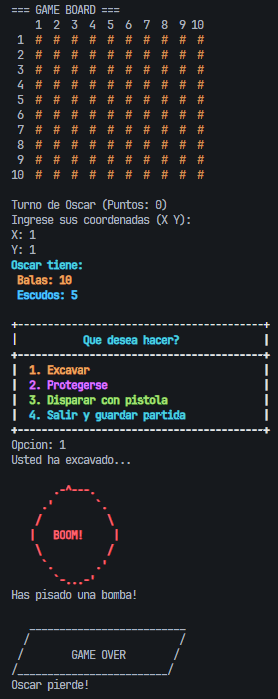 === GAME BOARD ===
1 2 3 4 5 6 7 8 9 10
1 # # # # # # # # # #
2 # # # # # # # # # #
3 # # # # # # # # # #
4 # # # # # # # # # #
5 # # # # # # # # # #
6 # # # # # # # # # #
7 # # # # # # # # # #
8 # # # # # # # # # #
9 # # # # # # # # # #
10 # # # # # # # # # #
Turno de Oscar (Puntos: 0)
Ingrese sus coordenadas (X Y):
X: 1
Y: 1
Oscar tiene:
Balas: 10
Escudos: 5
Que desea hacer?
1. Excavar
2. Protegerse
3. Disparar con pistola
4. Salir y guardar partida
Opcion: 1
Usted ha excavado...
BOOM!
Has pisado una bomba!
GAME OVER
Oscar pierde!